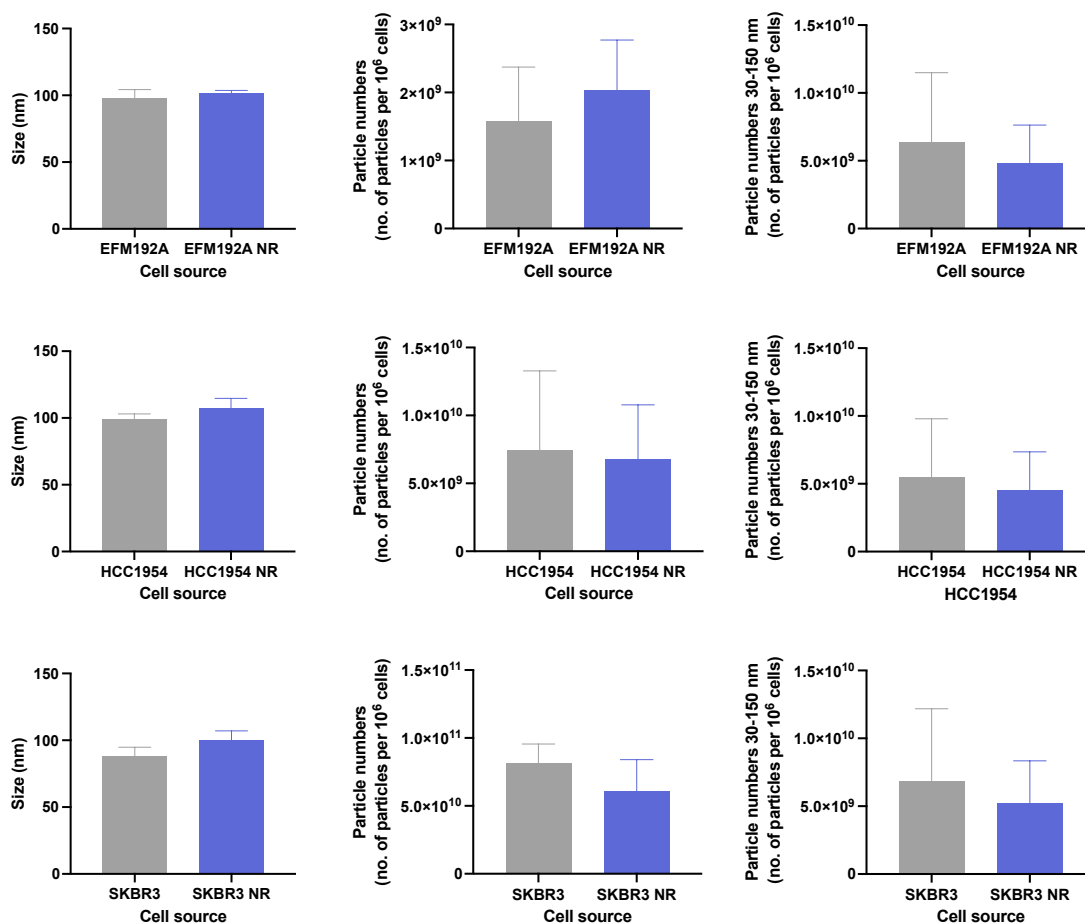 Size (nm)
150
100
50
0
EFM192A EFM192A NR
Cell source
Particle numbers
(no. of particles per 10⁶ cells)
3×10⁹
2×10⁹
1×10⁹
0
EFM192A EFM192A NR
Cell source
Particle numbers 30-150 nm
(no. of particles per 10⁶ cells)
1.5×10¹⁰
1.0×10¹⁰
5.0×10⁹
0
EFM192A EFM192A NR
Cell source
Size (nm)
150
100
50
0
HCC1954 HCC1954 NR
Cell source
Particle numbers
(no. of particles per 10⁶ cells)
1.5×10¹⁰
1.0×10¹⁰
5.0×10⁹
0
HCC1954 HCC1954 NR
Cell source
Particle numbers 30-150 nm
(no. of particles per 10⁶ cells)
1.5×10¹⁰
1.0×10¹⁰
5.0×10⁹
0
HCC1954 HCC1954 NR
HCC1954
Size (nm)
150
100
50
0
SKBR3 SKBR3 NR
Cell source
Particle numbers
(no. of particles per 10⁶ cells)
1.5×10¹¹
1.0×10¹¹
5.0×10¹⁰
0
SKBR3 SKBR3 NR
Cell source
Particle numbers 30-150 nm
(no. of particles per 10⁶ cells)
1.5×10¹⁰
1.0×10¹⁰
5.0×10⁹
0
SKBR3 SKBR3 NR
Cell source